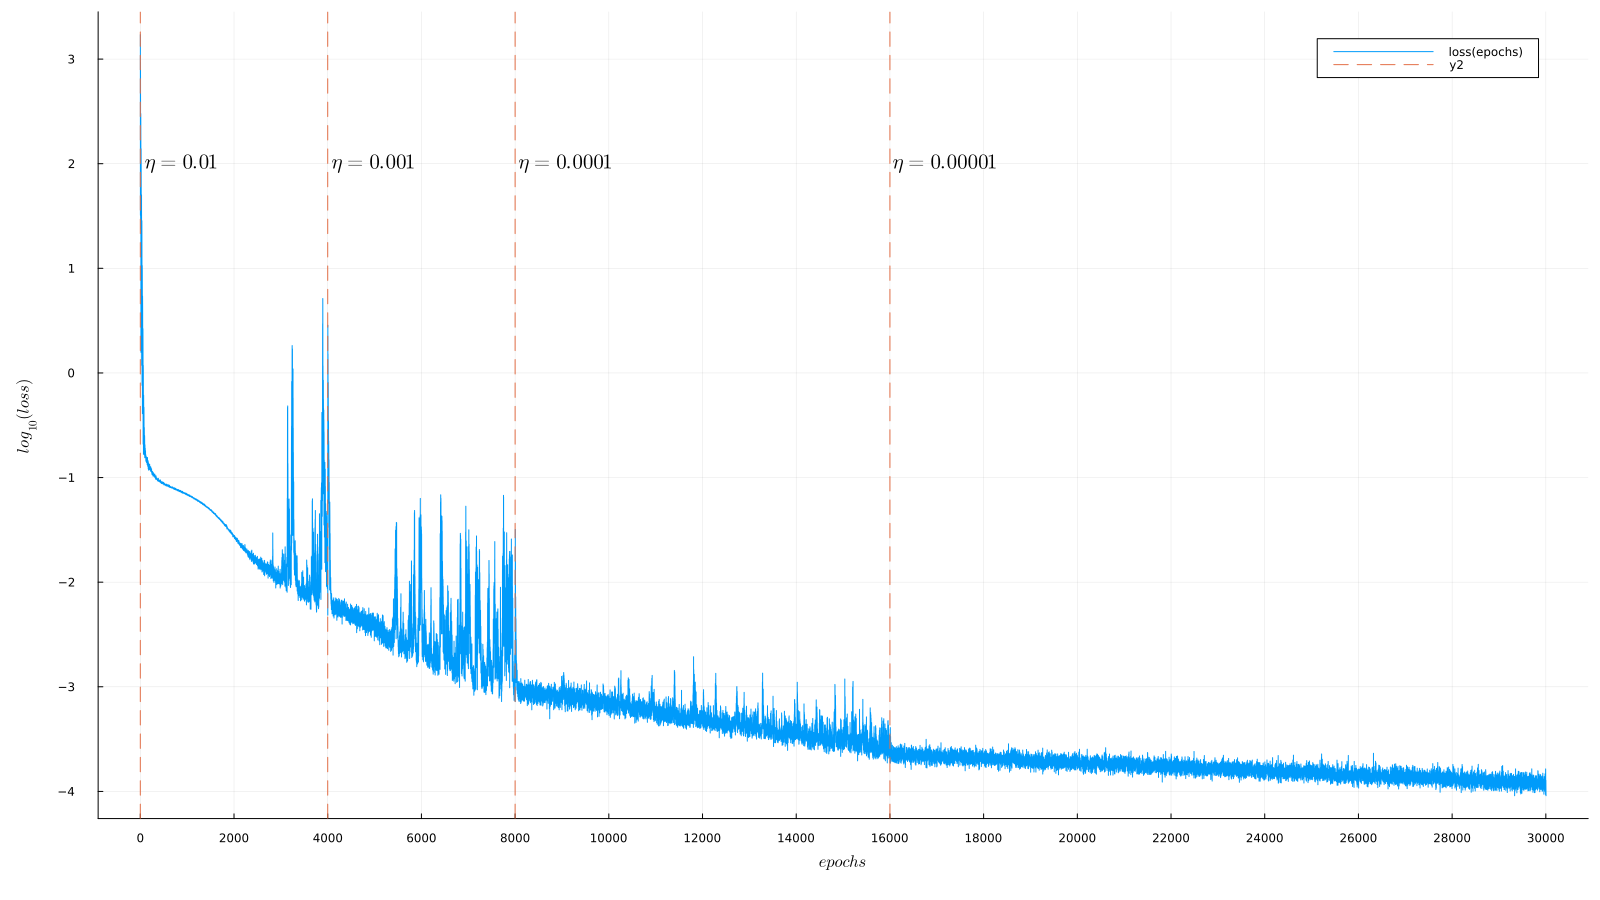 loss(epochs)
y2
3
2
1
0
−1
−2
−3
−4
η = 0.01
η = 0.001
η = 0.0001
η = 0.00001
log₁₀(loss)
0 2000 4000 6000 8000 10000 12000 14000 16000 18000 20000 22000 24000 26000 28000 30000
epochs